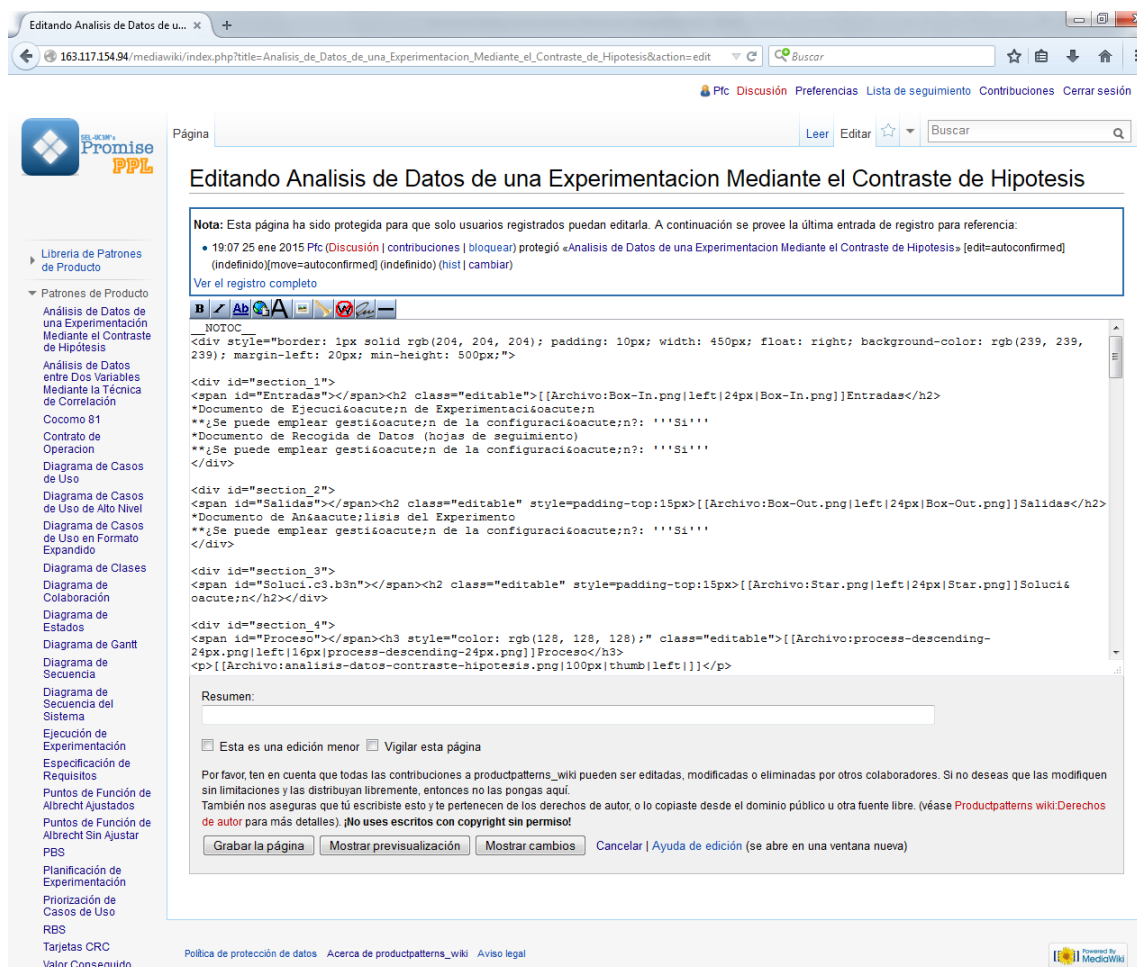 Editando Analisis de Datos de u... × +
163.117.154.94/mediawiki/index.php?title=Analisis_de_Datos_de_una_Experimentacion_Mediante_el_Contraste_de_Hipotesis&action=edit
Buscar
Pfc Discusión Preferencias Lista de seguimiento Contribuciones Cerrar sesión
SEL-UC3M's
Promise
PPL
Página
Leer Editar
Buscar
Editando Analisis de Datos de una Experimentacion Mediante el Contraste de Hipotesis
Nota: Esta página ha sido protegida para que solo usuarios registrados puedan editarla. A continuación se provee la última entrada de registro para referencia:
• 19:07 25 ene 2015 Pfc (Discusión | contribuciones | bloquear) protegió «Analisis de Datos de una Experimentacion Mediante el Contraste de Hipotesis» [edit=autoconfirmed]
(indefinido)[move=autoconfirmed] (indefinido) (hist | cambiar)
Ver el registro completo
Libreria de Patrones
de Producto
Patrones de Producto
Análisis de Datos de
una Experimentación
Mediante el Contraste
de Hipótesis
Análisis de Datos
entre Dos Variables
Mediante la Técnica
de Correlación
Cocomo 81
Contrato de
Operacion
Diagrama de Casos
de Uso
Diagrama de Casos
de Uso de Alto Nivel
Diagrama de Casos
de Uso en Formato
Expandido
Diagrama de Clases
Diagrama de
Colaboración
Diagrama de
Estados
Diagrama de Gantt
Diagrama de
Secuencia
Diagrama de
Secuencia del
Sistema
Ejecución de
Experimentación
Especificación de
Requisitos
Puntos de Función de
Albrecht Ajustados
Puntos de Función de
Albrecht Sin Ajustar
PBS
Planificación de
Experimentación
Priorización de
Casos de Uso
RBS
Tarjetas CRC
Valor Conseguido
B I Ab A W
__NOTOC__
<div style="border: 1px solid rgb(204, 204, 204); padding: 10px; width: 450px; float: right; background-color: rgb(239, 239,
239); margin-left: 20px; min-height: 500px;">
<div id="section_1">
<span id="Entradas"></span><h2 class="editable">[[Archivo:Box-In.png|left|24px|Box-In.png]]Entradas</h2>
*Documento de Ejecuci&oacute;n de Experimentaci&oacute;n
**¿Se puede emplear gesti&oacute;n de la configuraci&oacute;n?: '''Si'''
*Documento de Recogida de Datos (hojas de seguimiento)
**¿Se puede emplear gesti&oacute;n de la configuraci&oacute;n?: '''Si'''
</div>
<div id="section_2">
<span id="Salidas"></span><h2 class="editable" style=padding-top:15px>[[Archivo:Box-Out.png|left|24px|Box-Out.png]]Salidas</h2>
*Documento de An&aacute;lisis del Experimento
**¿Se puede emplear gesti&oacute;n de la configuraci&oacute;n?: '''Si'''
</div>
<div id="section_3">
<span id="Soluci.c3.b3n"></span><h2 class="editable" style=padding-top:15px>[[Archivo:Star.png|left|24px|Star.png]]Soluci&
oacute;n</h2></div>
<div id="section_4">
<span id="Proceso"></span><h3 style="color: rgb(128, 128, 128);" class="editable">[[Archivo:process-descending-
24px.png|left|16px|process-descending-24px.png]]Proceso</h3>
<p>[[Archivo:analisis-datos-contraste-hipotesis.png|100px|thumb|left|]]</p>
Resumen:
Esta es una edición menor Vigilar esta página
Por favor, ten en cuenta que todas las contribuciones a productpatterns_wiki pueden ser editadas, modificadas o eliminadas por otros colaboradores. Si no deseas que las modifiquen
sin limitaciones y las distribuyan libremente, entonces no las pongas aquí.
También nos aseguras que tú escribiste esto y te pertenecen de los derechos de autor, o lo copiaste desde el dominio público u otra fuente libre. (véase Productpatterns wiki:Derechos
de autor para más detalles). ¡No uses escritos con copyright sin permiso!
Grabar la página Mostrar previsualización Mostrar cambios Cancelar | Ayuda de edición (se abre en una ventana nueva)
Política de protección de datos Acerca de productpatterns_wiki Aviso legal
Powered By
MediaWiki